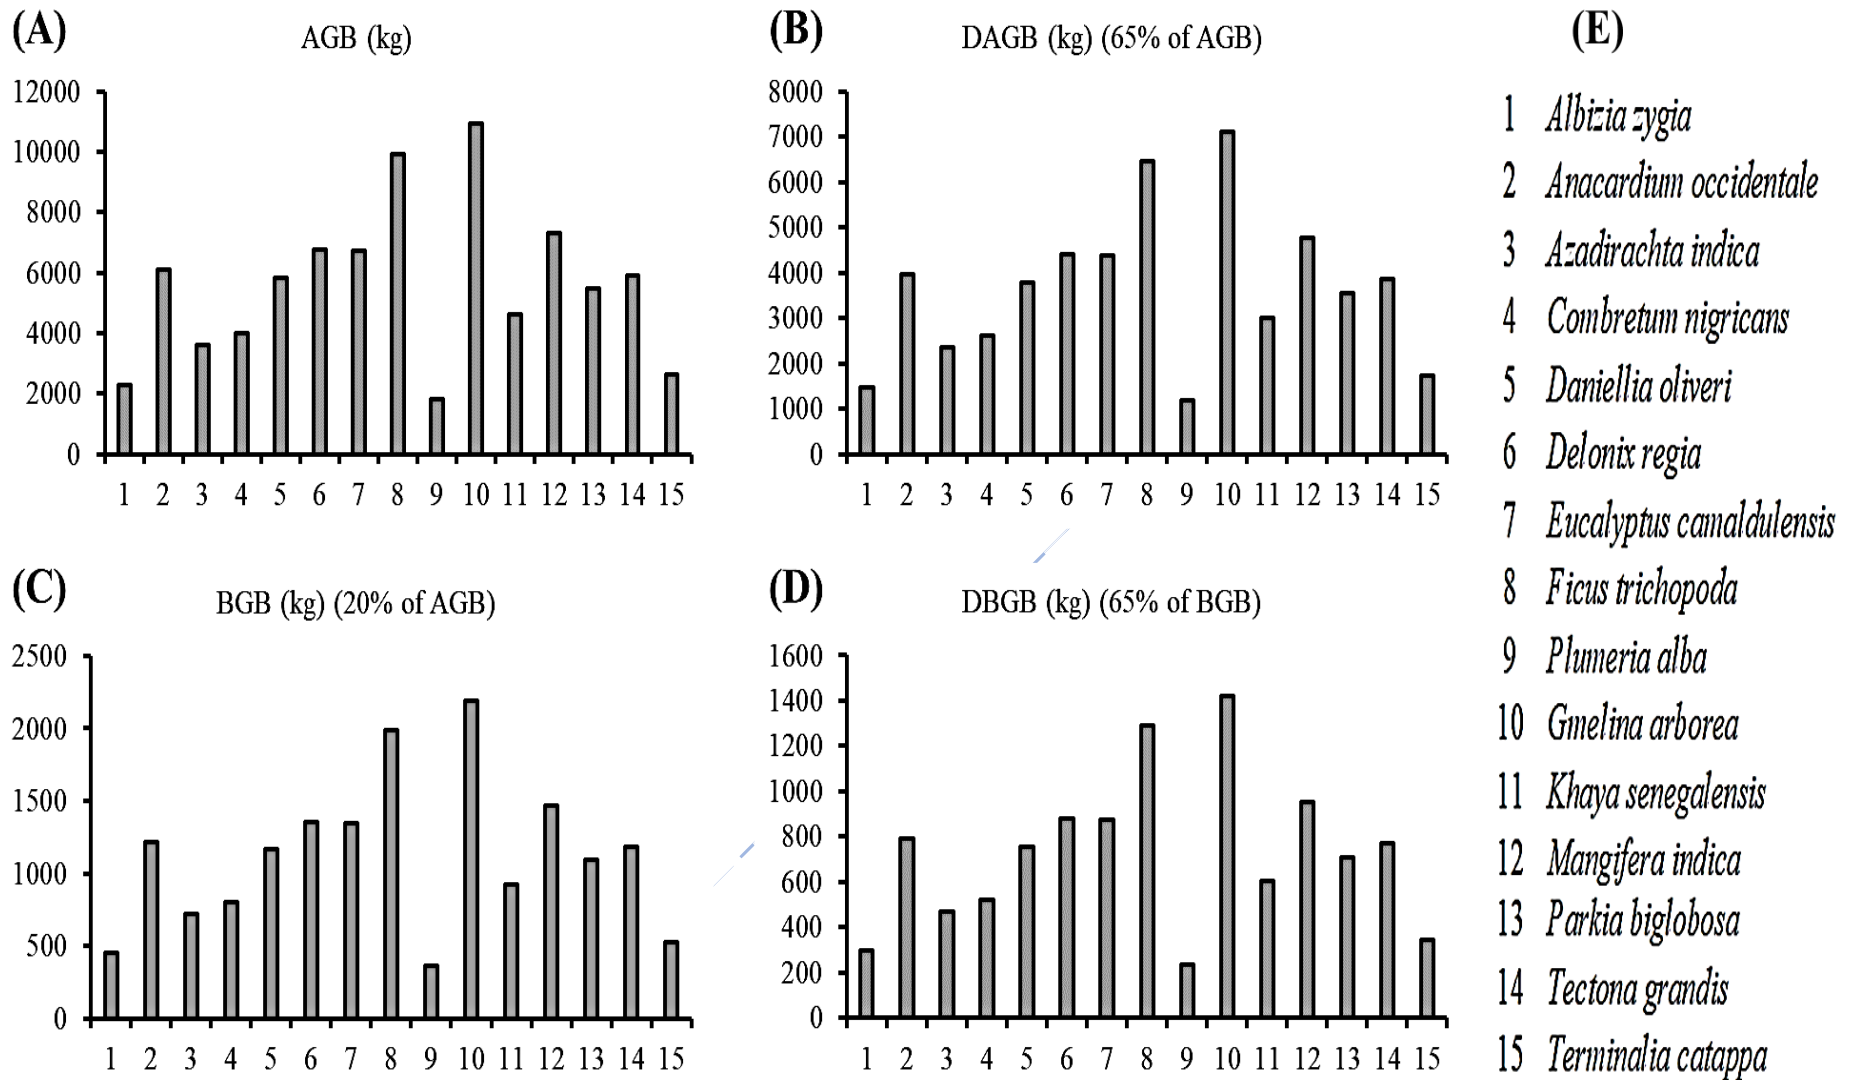 (A)
AGB (kg)
12000
10000
8000
6000
4000
2000
0
1 2 3 4 5 6 7 8 9 10 11 12 13 14 15
(B)
DAGB (kg) (65% of AGB)
8000
7000
6000
5000
4000
3000
2000
1000
0
1 2 3 4 5 6 7 8 9 10 11 12 13 14 15
(C)
BGB (kg) (20% of AGB)
2500
2000
1500
1000
500
0
1 2 3 4 5 6 7 8 9 10 11 12 13 14 15
(D)
DBGB (kg) (65% of BGB)
1600
1400
1200
1000
800
600
400
200
0
1 2 3 4 5 6 7 8 9 10 11 12 13 14 15
(E)
1 Albizia zygia
2 Anacardium occidentale
3 Azadirachta indica
4 Combretum nigricans
5 Daniellia oliveri
6 Delonix regia
7 Eucalyptus camaldulensis
8 Ficus trichopoda
9 Plumeria alba
10 Gmelina arborea
11 Khaya senegalensis
12 Mangifera indica
13 Parkia biglobosa
14 Tectona grandis
15 Terminalia catappa